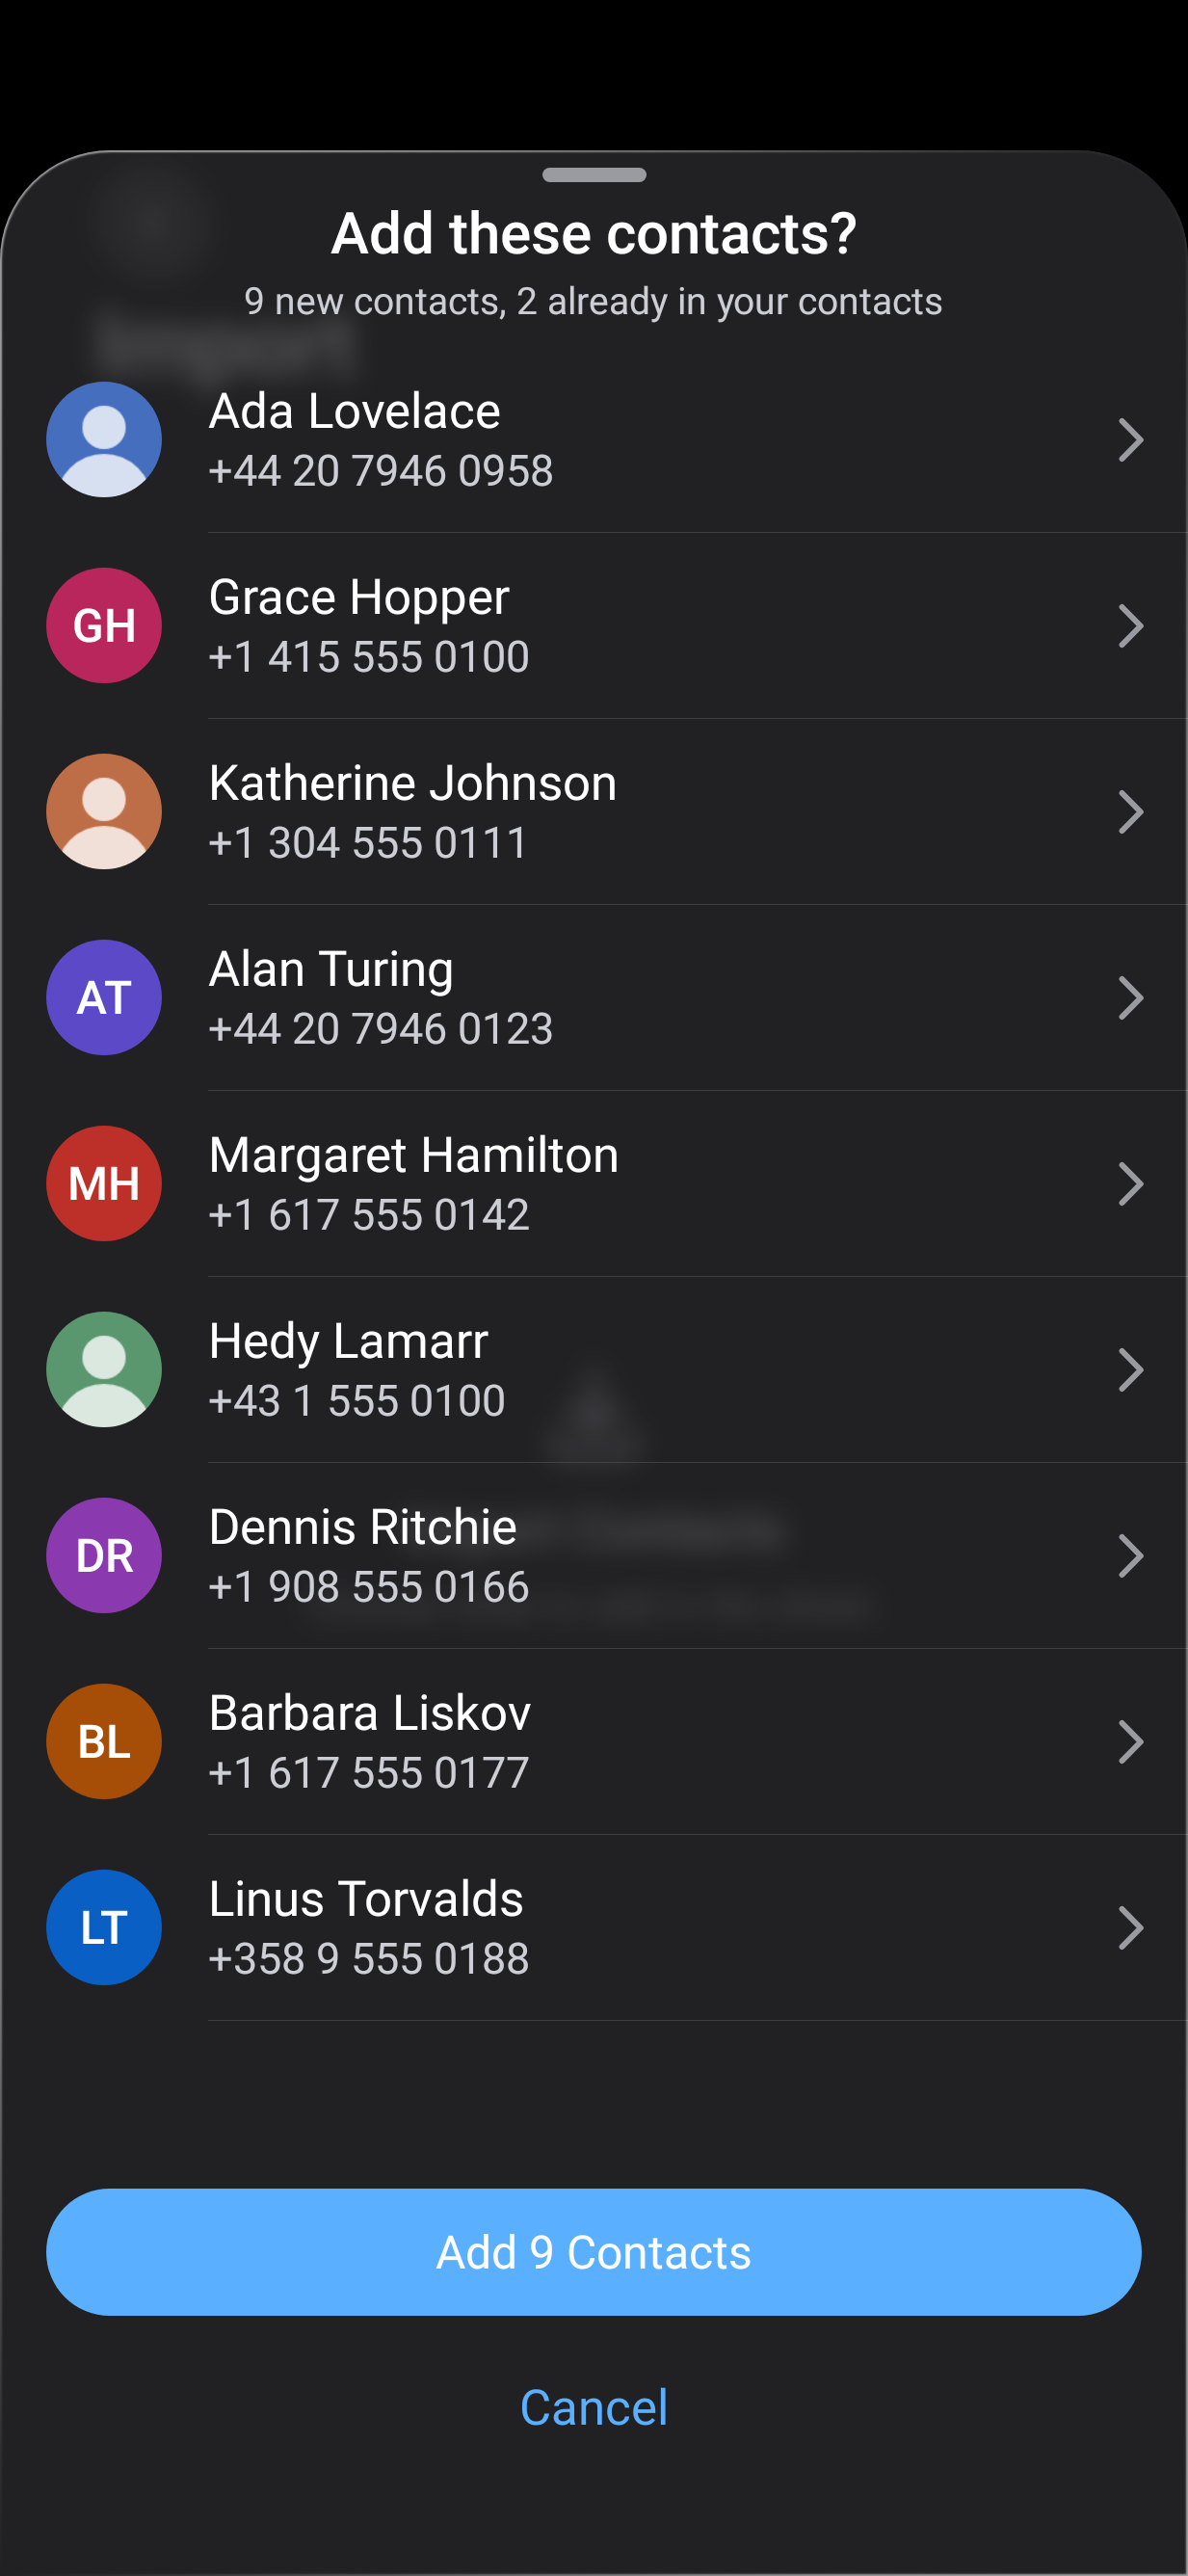 Add these contacts?
9 new contacts, 2 already in your contacts
Import
Ada Lovelace
+44 20 7946 0958
GH
Grace Hopper
+1 415 555 0100
Katherine Johnson
+1 304 555 0111
AT
Alan Turing
+44 20 7946 0123
MH
Margaret Hamilton
+1 617 555 0142
Hedy Lamarr
+43 1 555 0100
DR
Dennis Ritchie
+1 908 555 0166
BL
Barbara Liskov
+1 617 555 0177
LT
Linus Torvalds
+358 9 555 0188
Add 9 Contacts
Cancel